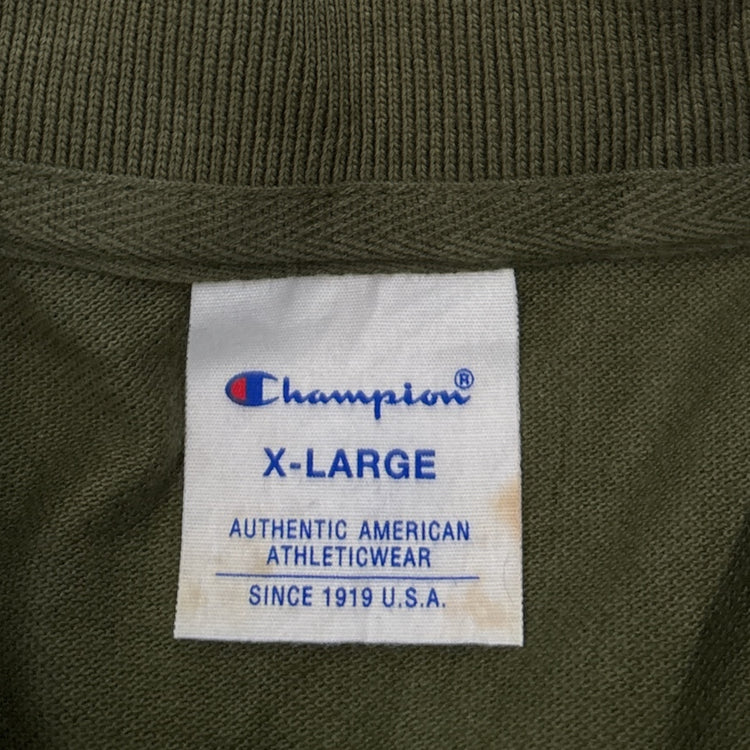 Champion®
X-LARGE
AUTHENTIC AMERICAN
ATHLETICWEAR
SINCE 1919 U.S.A.